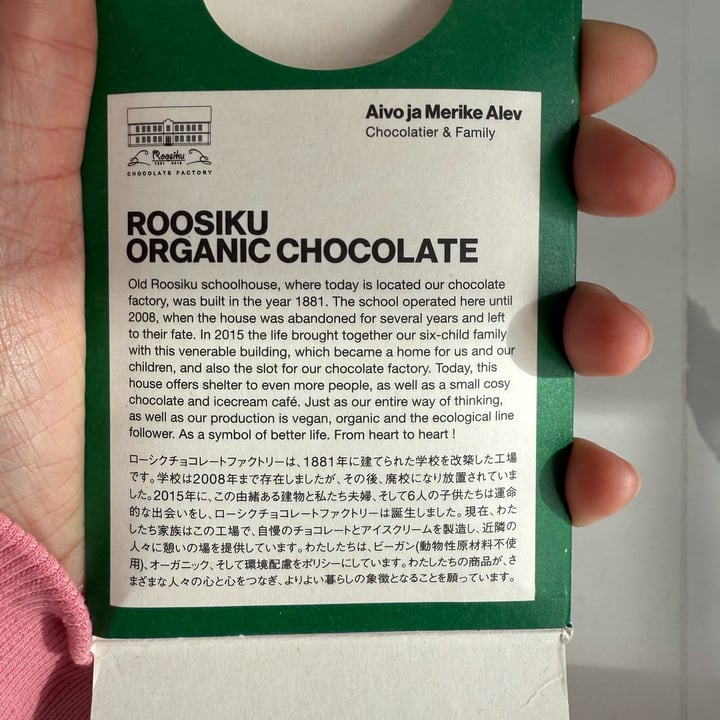 Aivo ja Merike Alev
Chocolatier & Family
Roosiku
CHOCOLATE FACTORY
ROOSIKU
ORGANIC CHOCOLATE
Old Roosiku schoolhouse, where today is located our chocolate
factory, was built in the year 1881. The school operated here until
2008, when the house was abandoned for several years and left
to their fate. In 2015 the life brought together our six-child family
with this venerable building, which became a home for us and our
children, and also the slot for our chocolate factory. Today, this
house offers shelter to even more people, as well as a small cosy
chocolate and icecream café. Just as our entire way of thinking,
as well as our production is vegan, organic and the ecological line
follower. As a symbol of better life. From heart to heart !
ローシクチョコレートファクトリーは、1881年に建てられた学校を改築した工場
です。学校は2008年まで存在しましたが、その後、廃校になり放置されていま
した。2015年に、この由緒ある建物と私たち夫婦、そして6人の子供たちは運命
的な出会いをし、ローシクチョコレートファクトリーは誕生しました。現在、わた
したち家族はこの工場で、自慢のチョコレートとアイスクリームを製造し、近隣の
人々に憩いの場を提供しています。わたしたちは、ビーガン(動物性原材料不使
用)、オーガニック、そして環境配慮をポリシーにしています。わたしたちの商品が、さ
まざまな人々の心と心をつなぎ、よりよい暮らしの象徴となることを願っています。